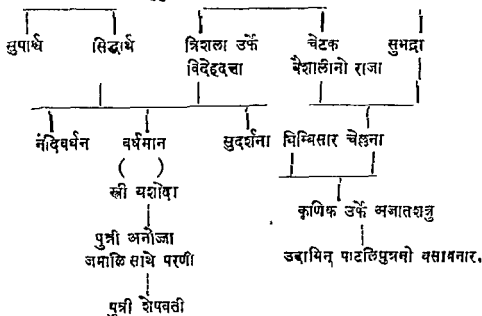 सुपार्श्व सिद्धार्थ त्रिशला उर्फे चेटक सुभद्रा
विदेहदत्ता वैशालीनो राजा
नंदिवर्धन वर्धमान सुदर्शना बिम्बिसार चेल्लना
( )
स्त्री यशोदा
कृणिक उर्फे अजातशत्रु
पुत्री अनोज्जा
जमालि साथे परणी उदायिन् पाटलिपुत्रनो वसावनार.
पुत्री शेपवती